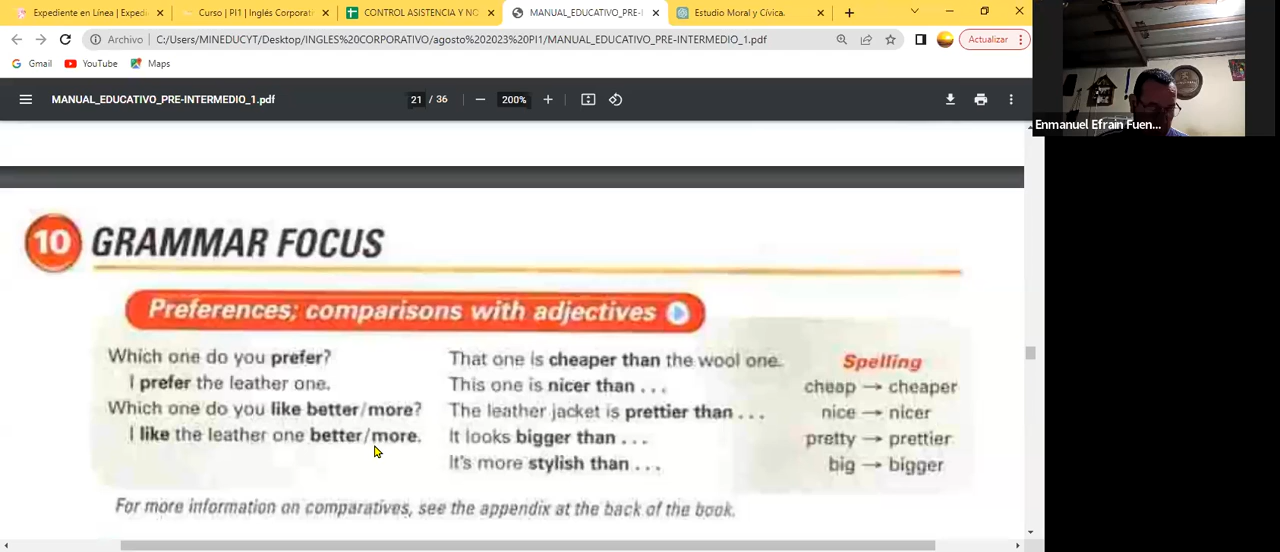 Expediente en Línea | Expedi
Curso | PI1 | Inglés Corporati
CONTROL ASISTENCIA Y NO
MANUAL_EDUCATIVO_PRE-I
Estudio Moral y Cívica.
Archivo
C:/Users/MINEDUCYT/Desktop/INGLES%20CORPORATIVO/agosto%202023%20PI1/MANUAL_EDUCATIVO_PRE-INTERMEDIO_1.pdf
Actualizar
Gmail
YouTube
Maps
MANUAL_EDUCATIVO_PRE-INTERMEDIO_1.pdf
21 / 36
200%
Enmanuel Efrain Fuen...
10 GRAMMAR FOCUS
Preferences; comparisons with adjectives
Which one do you prefer?
I prefer the leather one.
Which one do you like better/more?
I like the leather one better/more.
That one is cheaper than the wool one.
This one is nicer than . . .
The leather jacket is prettier than . . .
It looks bigger than . . .
It's more stylish than . . .
Spelling
cheap → cheaper
nice → nicer
pretty → prettier
big → bigger
For more information on comparatives, see the appendix at the back of the book.